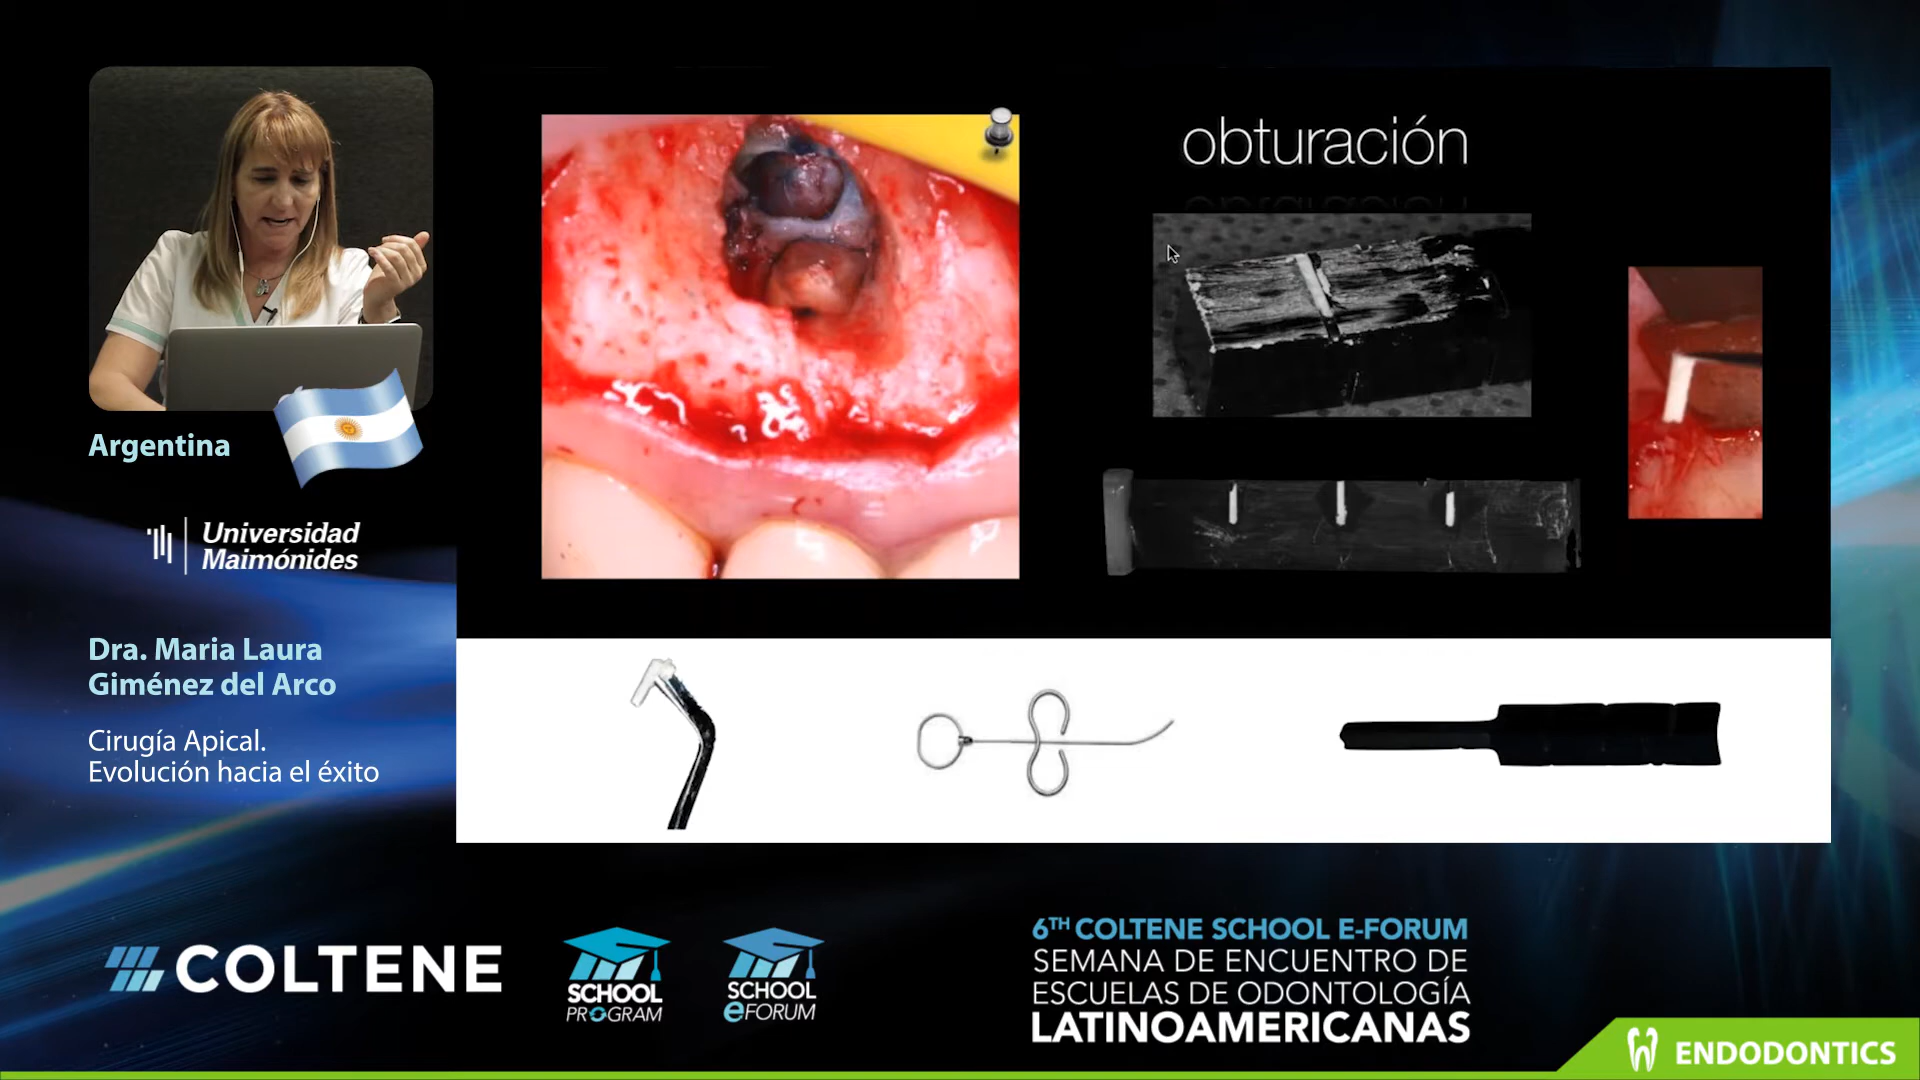 obturación
Argentina
Universidad
Maimónides
Dra. Maria Laura
Giménez del Arco
Cirugía Apical.
Evolución hacia el éxito
COLTENE
SCHOOL
PROGRAM
SCHOOL
eFORUM
6TH COLTENE SCHOOL E-FORUM
SEMANA DE ENCUENTRO DE
ESCUELAS DE ODONTOLOGÍA
LATINOAMERICANAS
ENDODONTICS